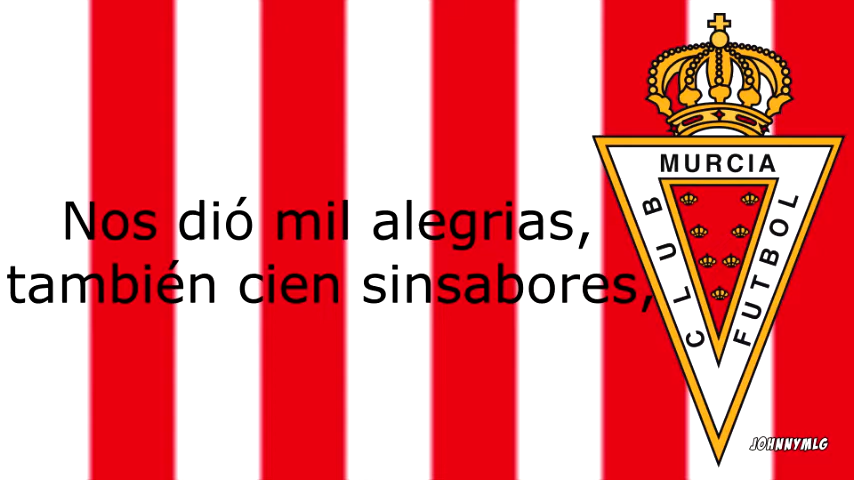 Nos dió mil alegrias,
también cien sinsabores,
MURCIA
CLUB
FUTBOL
JOHNNYMLG